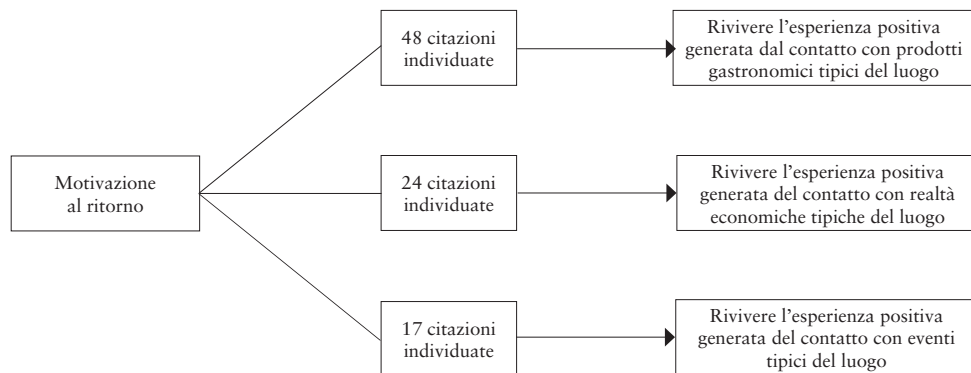 48 citazioni
individuate
Rivivere l'esperienza positiva
generata dal contatto con prodotti
gastronomici tipici del luogo
Motivazione
al ritorno
24 citazioni
individuate
Rivivere l'esperienza positiva
generata del contatto con realtà
economiche tipiche del luogo
17 citazioni
individuate
Rivivere l'esperienza positiva
generata del contatto con eventi
tipici del luogo